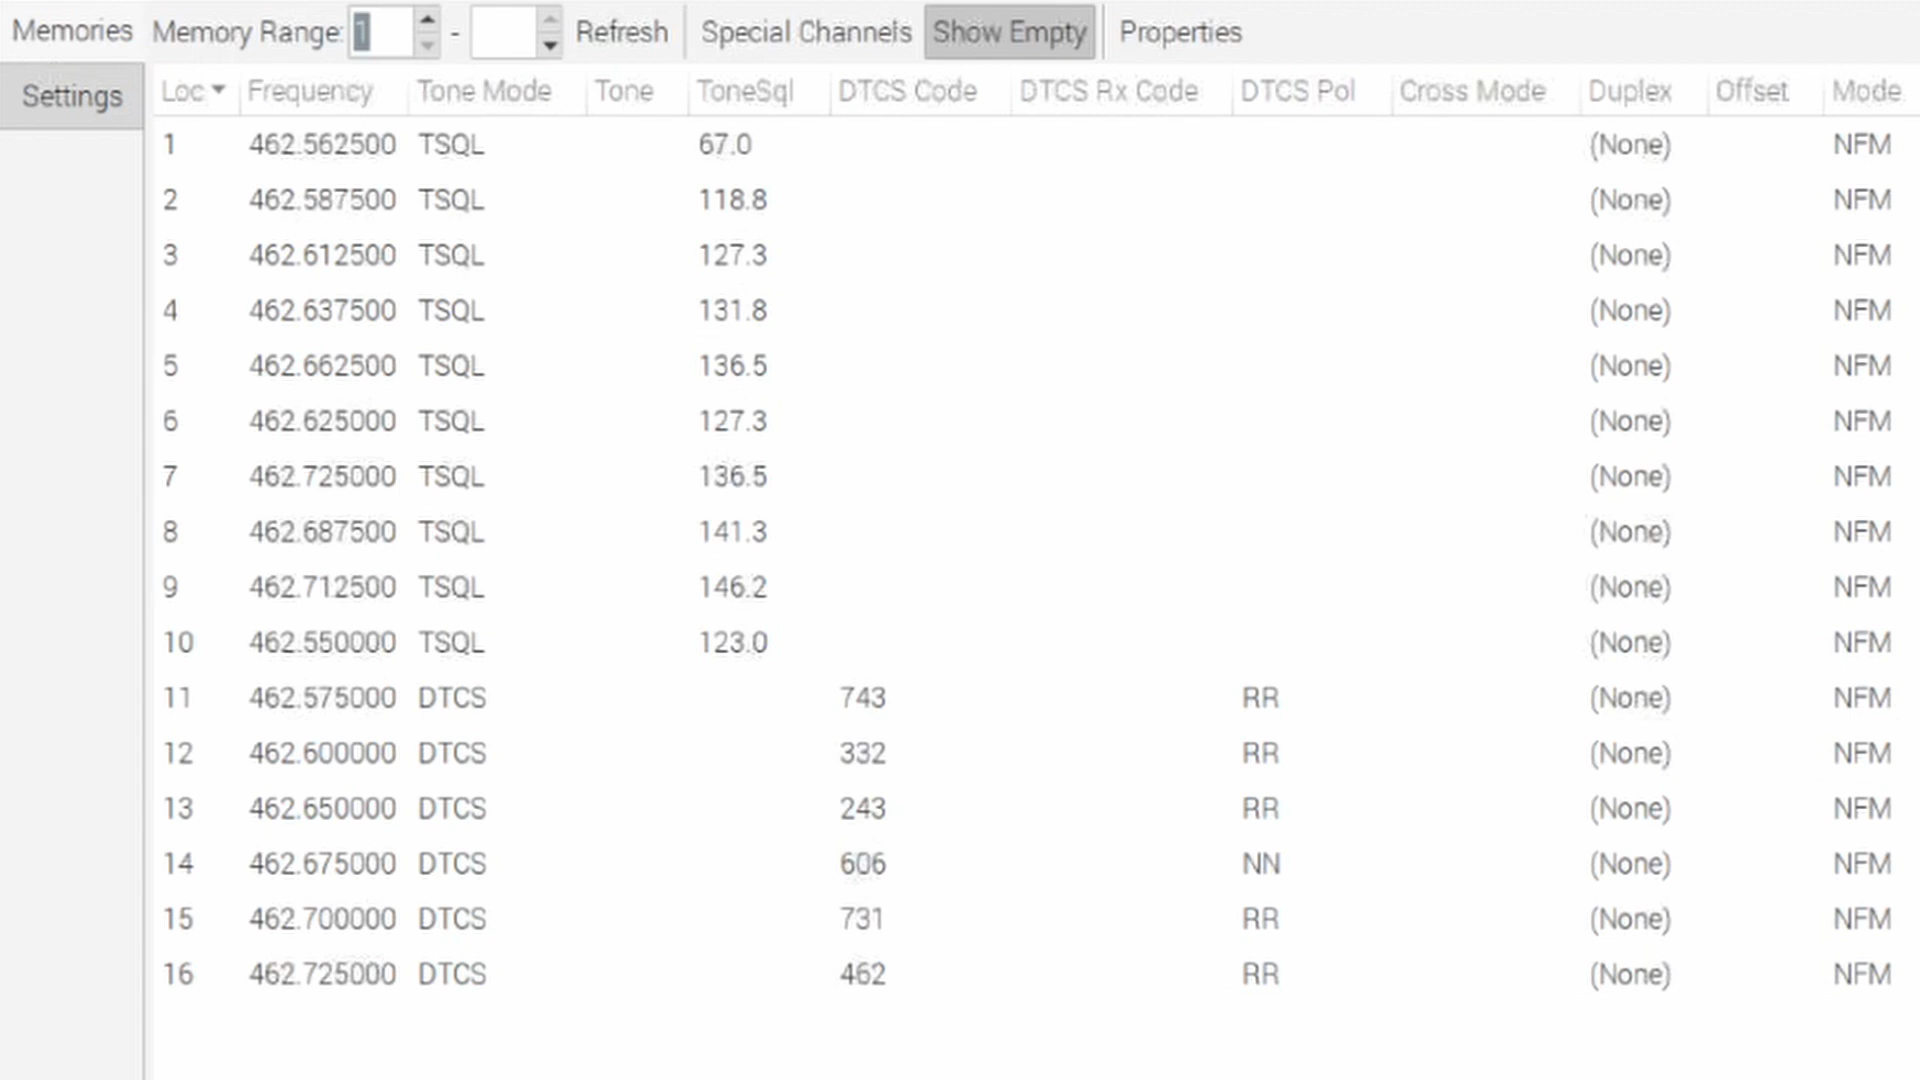 Memories Memory Range: 1 - Refresh Special Channels Show Empty Properties
Settings Loc Frequency Tone Mode Tone ToneSql DTCS Code DTCS Rx Code DTCS Pol Cross Mode Duplex Offset Mode
1 462.562500 TSQL 67.0 (None) NFM
2 462.587500 TSQL 118.8 (None) NFM
3 462.612500 TSQL 127.3 (None) NFM
4 462.637500 TSQL 131.8 (None) NFM
5 462.662500 TSQL 136.5 (None) NFM
6 462.625000 TSQL 127.3 (None) NFM
7 462.725000 TSQL 136.5 (None) NFM
8 462.687500 TSQL 141.3 (None) NFM
9 462.712500 TSQL 146.2 (None) NFM
10 462.550000 TSQL 123.0 (None) NFM
11 462.575000 DTCS 743 RR (None) NFM
12 462.600000 DTCS 332 RR (None) NFM
13 462.650000 DTCS 243 RR (None) NFM
14 462.675000 DTCS 606 NN (None) NFM
15 462.700000 DTCS 731 RR (None) NFM
16 462.725000 DTCS 462 RR (None) NFM